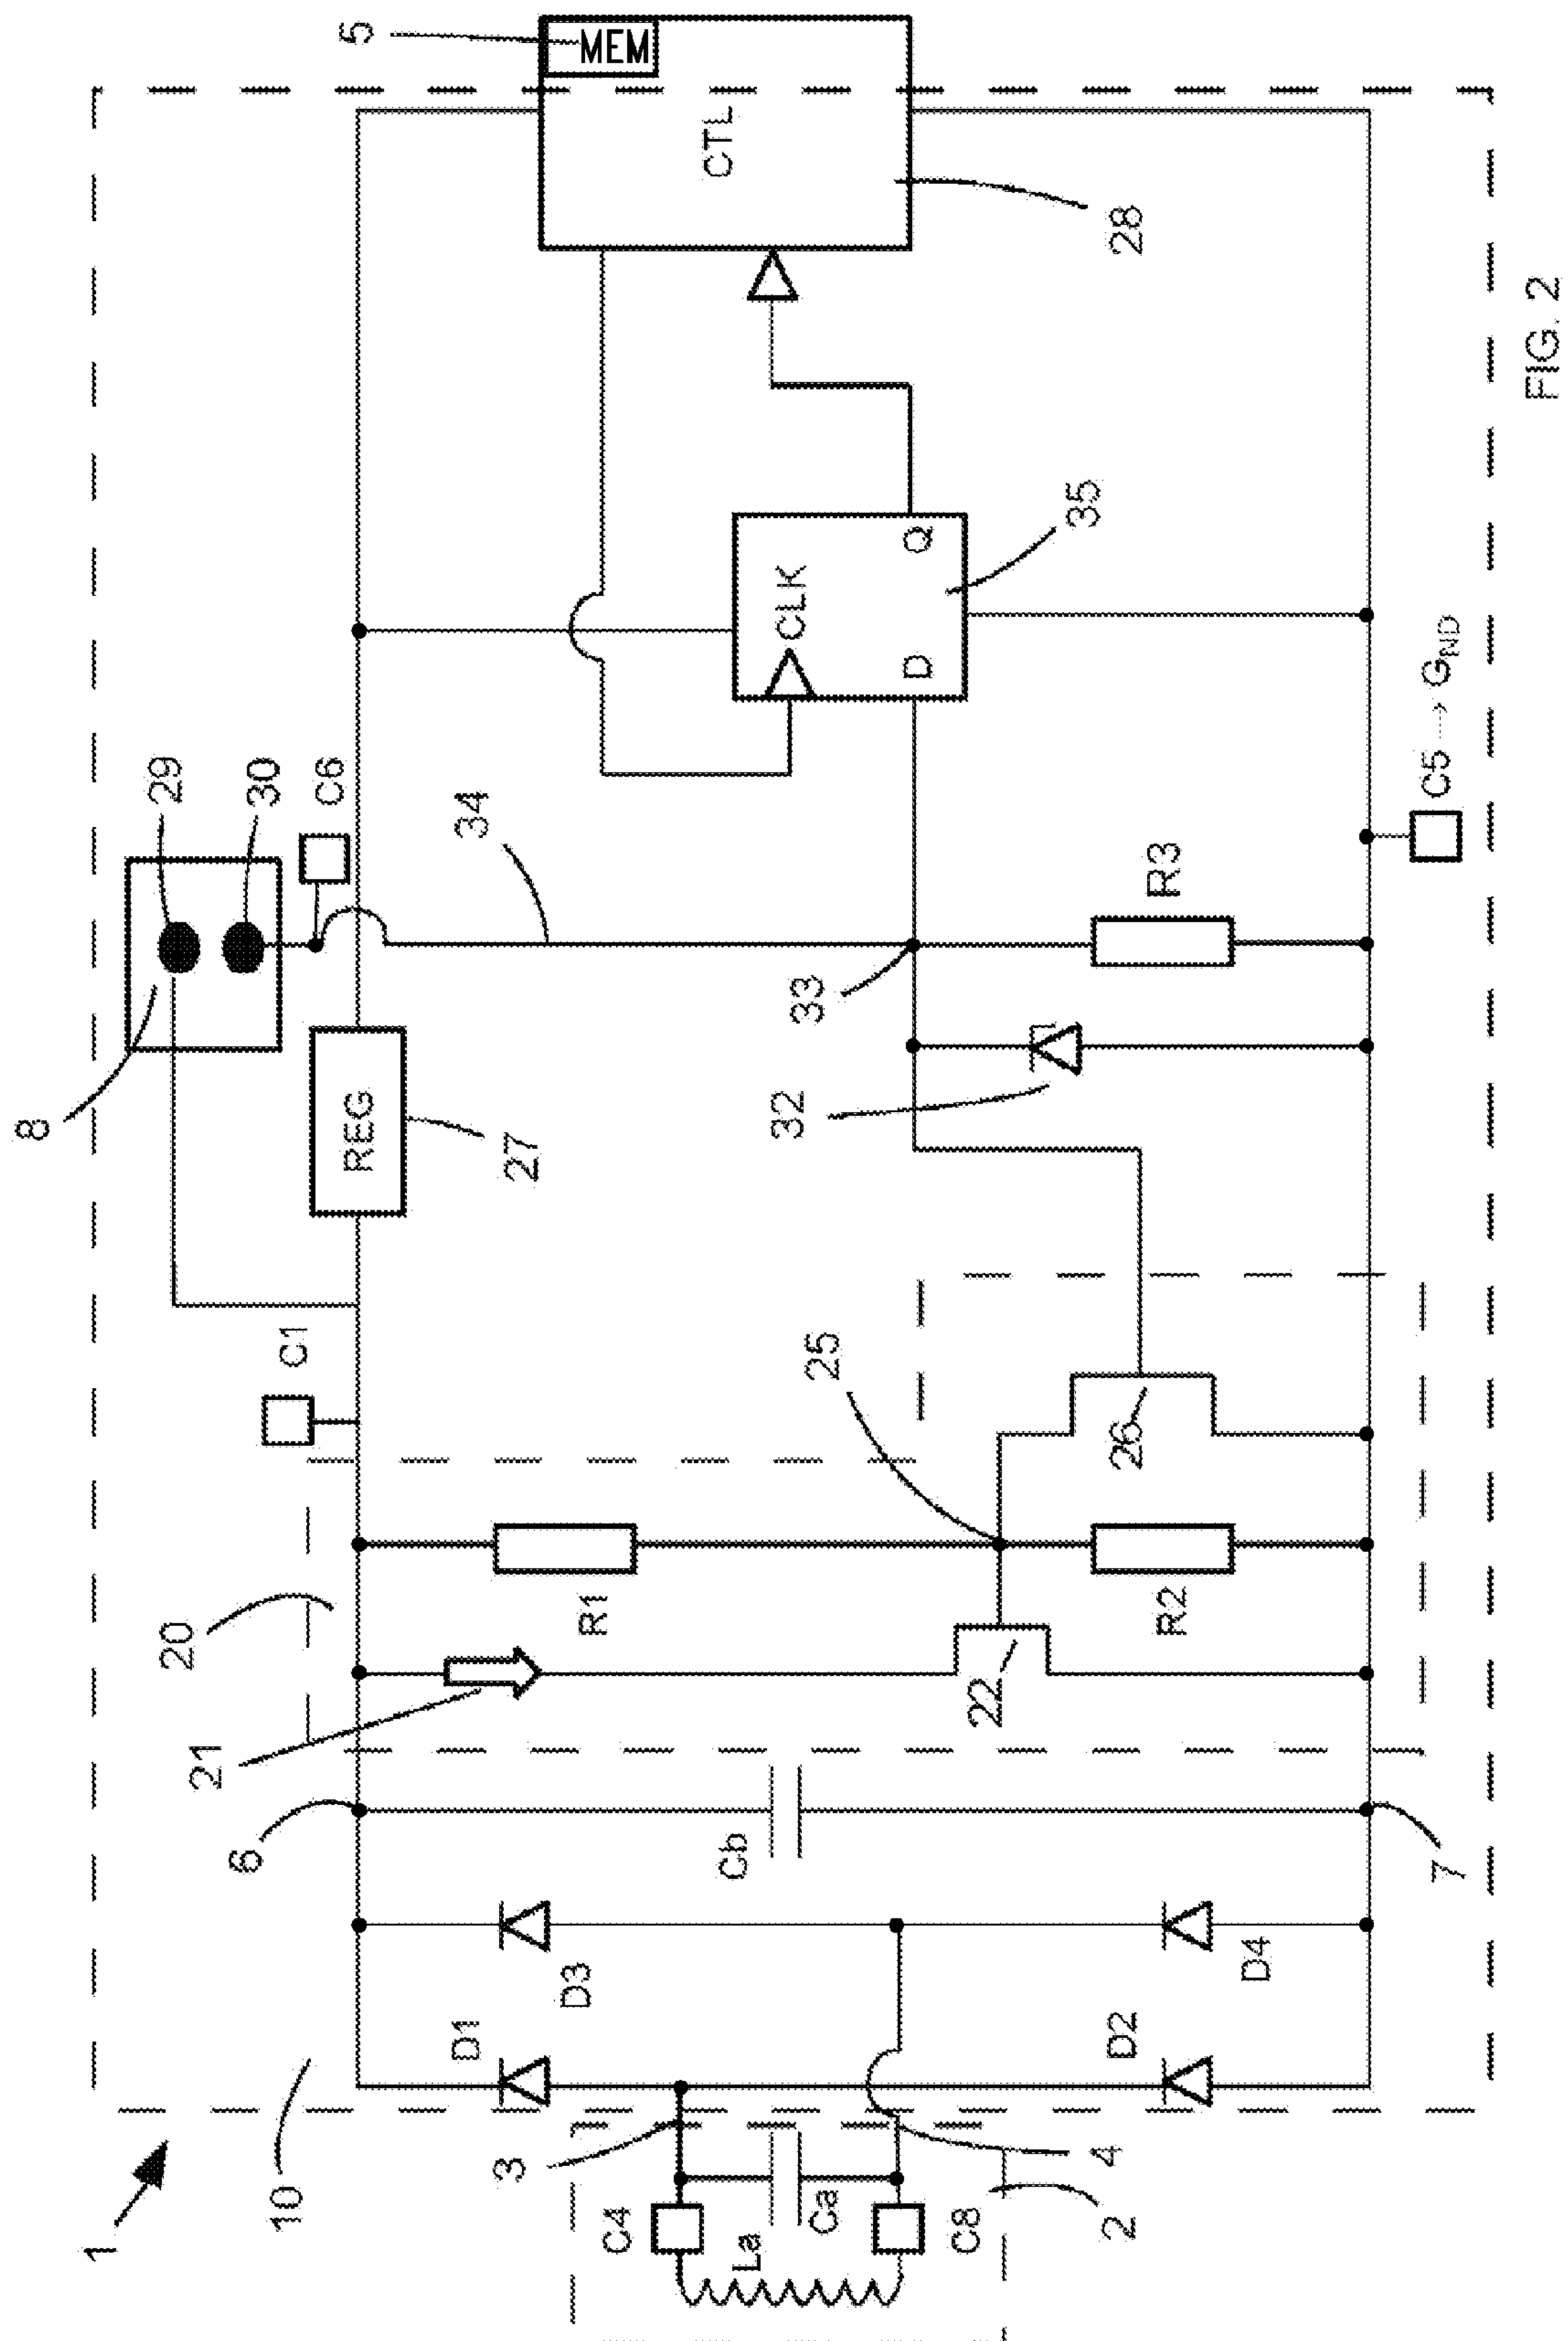 1
10
20
21
6
C1
8
29
30
C6
REG
27
34
5
MEM
CTL
28
CLK
D
Q
35
D1
D3
Cb
R1
25
33
32
R3
3
C4
La
Ca
C8
4
2
D2
D4
22
R2
26
7
C5 → GND
FIG. 2